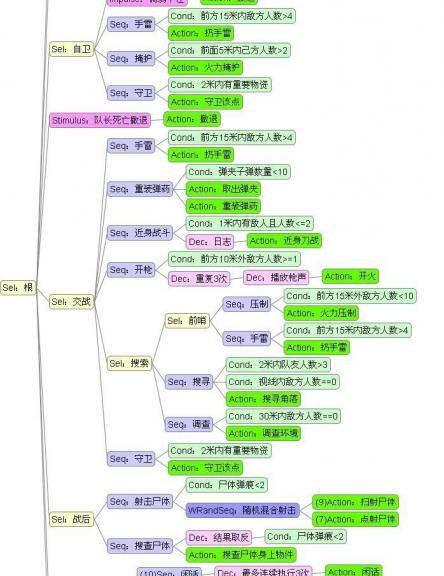 Sel：自卫
Seq：手雷
Cond：前方15米内敌方人数>4
Action：扔手雷
Seq：掩护
Cond：前面5米内己方人数>2
Action：火力掩护
Seq：守卫
Cond：2米内有重要物资
Action：守卫该点
Stimulus：队长死亡撤退
Action：撤退
Sel：根
Sel：交战
Seq：手雷
Cond：前方15米内敌方人数>4
Action：扔手雷
Seq：重装弹药
Cond：弹夹子弹数量<10
Action：取出弹夹
Action：重装弹药
Seq：近身战斗
Cond：1米内有敌人且人数<=2
Dec：日志
Action：近身刀战
Seq：开枪
Cond：前方10米外敌方人数>=1
Dec：重复3次
Dec：播放枪声
Action：开火
Sel：搜索
Sel：前哨
Seq：压制
Cond：前方15米外敌方人数<10
Action：火力压制
Seq：手雷
Cond：前方15米内敌方人数>4
Action：扔手雷
Seq：搜寻
Cond：2米内队友人数>3
Cond：视线内敌方人数==0
Action：搜寻角落
Seq：调查
Cond：30米内敌方人数==0
Action：调查环境
Seq：守卫
Cond：2米内有重要物资
Action：守卫该点
Sel：战后
Seq：射击尸体
Cond：尸体弹痕<2
WRandSeq：随机混合射击
(9)Action：扫射尸体
(7)Action：点射尸体
Seq：搜查尸体
Dec：结果取反
Cond：尸体弹痕<2
Action：搜查尸体身上物件
(10)Seq：闲话
Dec：最多连续执行3次
Action：闲话